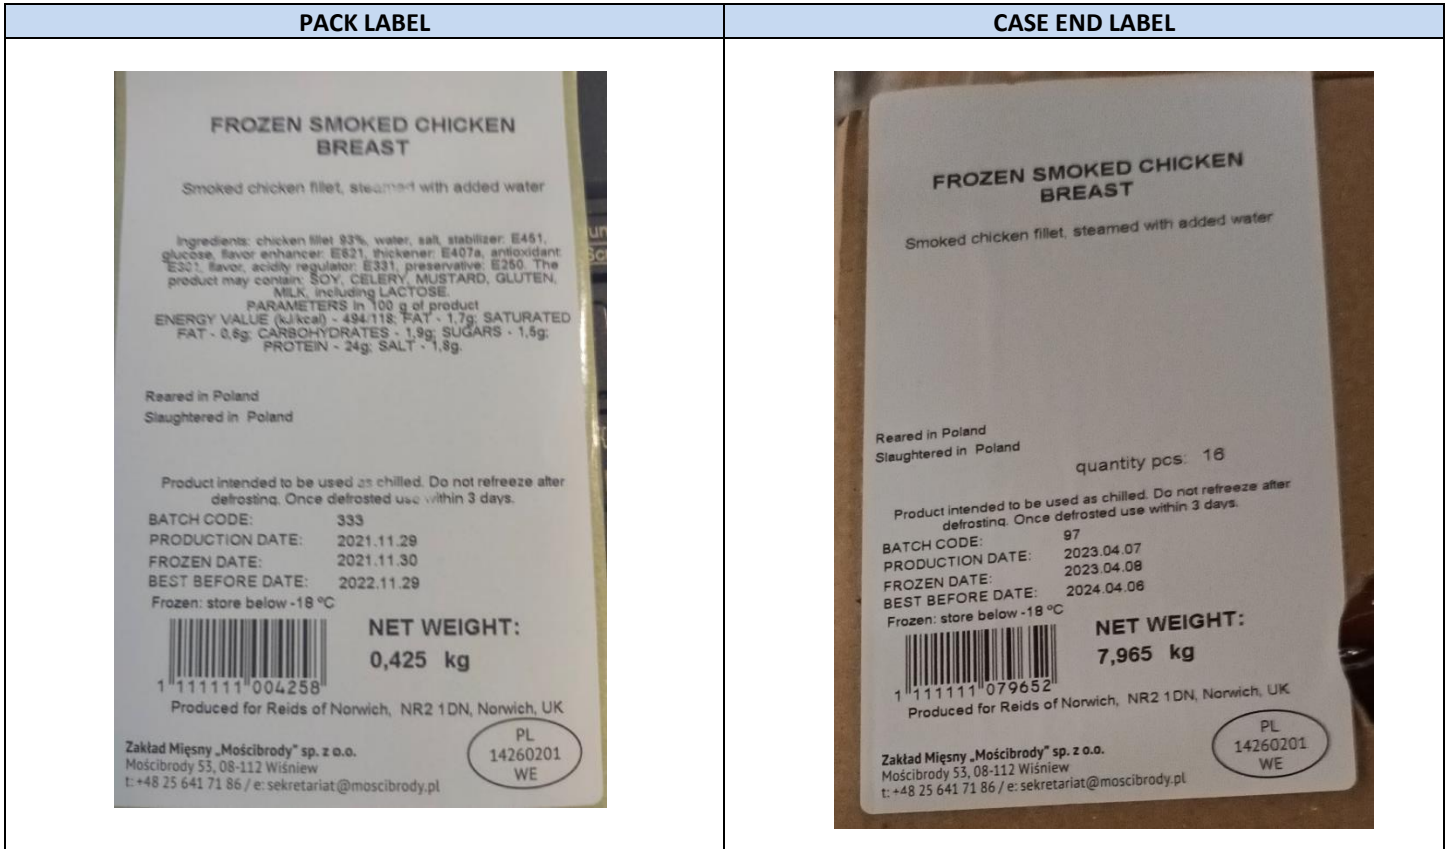 PACK LABEL
FROZEN SMOKED CHICKEN
BREAST
Smoked chicken fillet, steamed with added water
Ingredients: chicken fillet 93%, water, salt, stabilizer: E451,
glucose, flavor enhancer: E621, thickener: E407a, antioxidant:
E301, flavor, acidity regulator: E331, preservative: E250. The
product may contain: SOY, CELERY, MUSTARD, GLUTEN,
MILK, including LACTOSE.
PARAMETERS in 100 g of product
ENERGY VALUE (kJ/kcal) - 494/118; FAT - 1,7g; SATURATED
FAT - 0,6g; CARBOHYDRATES - 1,9g; SUGARS - 1,5g;
PROTEIN - 24g; SALT - 1,8g.
Reared in Poland
Slaughtered in Poland
Product intended to be used as chilled. Do not refreeze after
defrosting. Once defrosted use within 3 days.
BATCH CODE: 333
PRODUCTION DATE: 2021.11.29
FROZEN DATE: 2021.11.30
BEST BEFORE DATE: 2022.11.29
Frozen: store below -18 °C
NET WEIGHT:
0,425 kg
1 111111 004258
Produced for Reids of Norwich, NR2 1DN, Norwich, UK
Zakład Mięsny „Mościbrody” sp. z o.o.
Mościbrody 53, 08-112 Wiśniew
t: +48 25 641 71 86 / e: sekretariat@moscibrody.pl
PL
14260201
WE
CASE END LABEL
FROZEN SMOKED CHICKEN
BREAST
Smoked chicken fillet, steamed with added water
Reared in Poland
Slaughtered in Poland
quantity pcs: 16
Product intended to be used as chilled. Do not refreeze after
defrosting. Once defrosted use within 3 days.
BATCH CODE: 97
PRODUCTION DATE: 2023.04.07
FROZEN DATE: 2023.04.08
BEST BEFORE DATE: 2024.04.06
Frozen: store below -18 °C
NET WEIGHT:
7,965 kg
1 111111 079652
Produced for Reids of Norwich, NR2 1DN, Norwich, UK
Zakład Mięsny „Mościbrody” sp. z o.o.
Mościbrody 53, 08-112 Wiśniew
t: +48 25 641 71 86 / e: sekretariat@moscibrody.pl
PL
14260201
WE